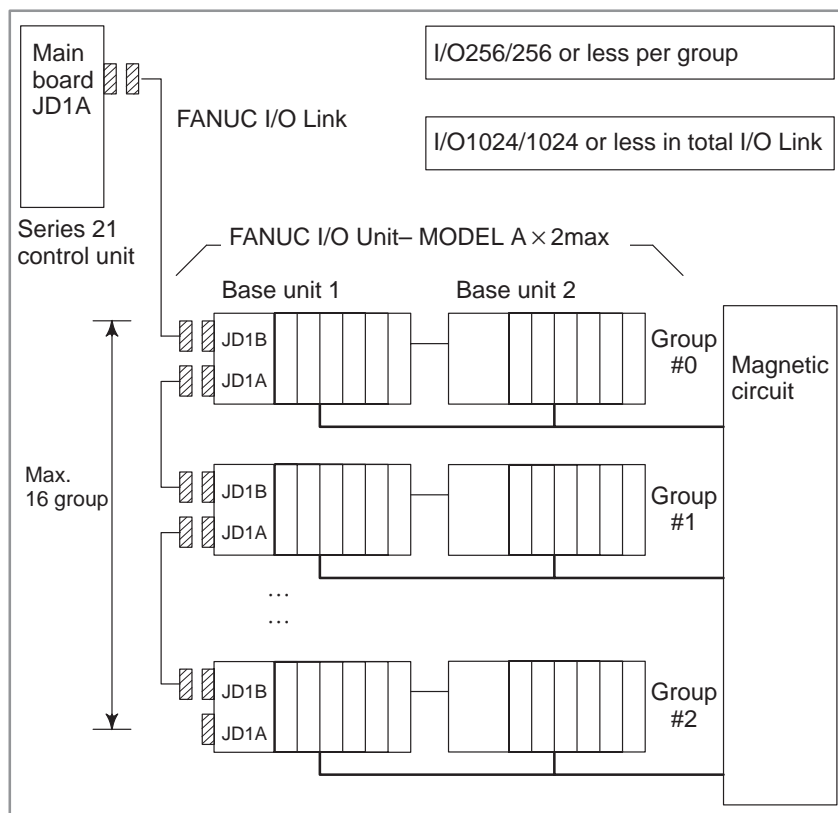 Main
board
JD1A
I/O256/256 or less per group
FANUC I/O Link
I/O1024/1024 or less in total I/O Link
Series 21
control unit
FANUC I/O Unit– MODEL A×2max
Base unit 1
Base unit 2
JD1B
JD1A
Group
#0
Magnetic
circuit
Max.
16 group
JD1B
JD1A
Group
#1
...
...
JD1B
JD1A
Group
#2